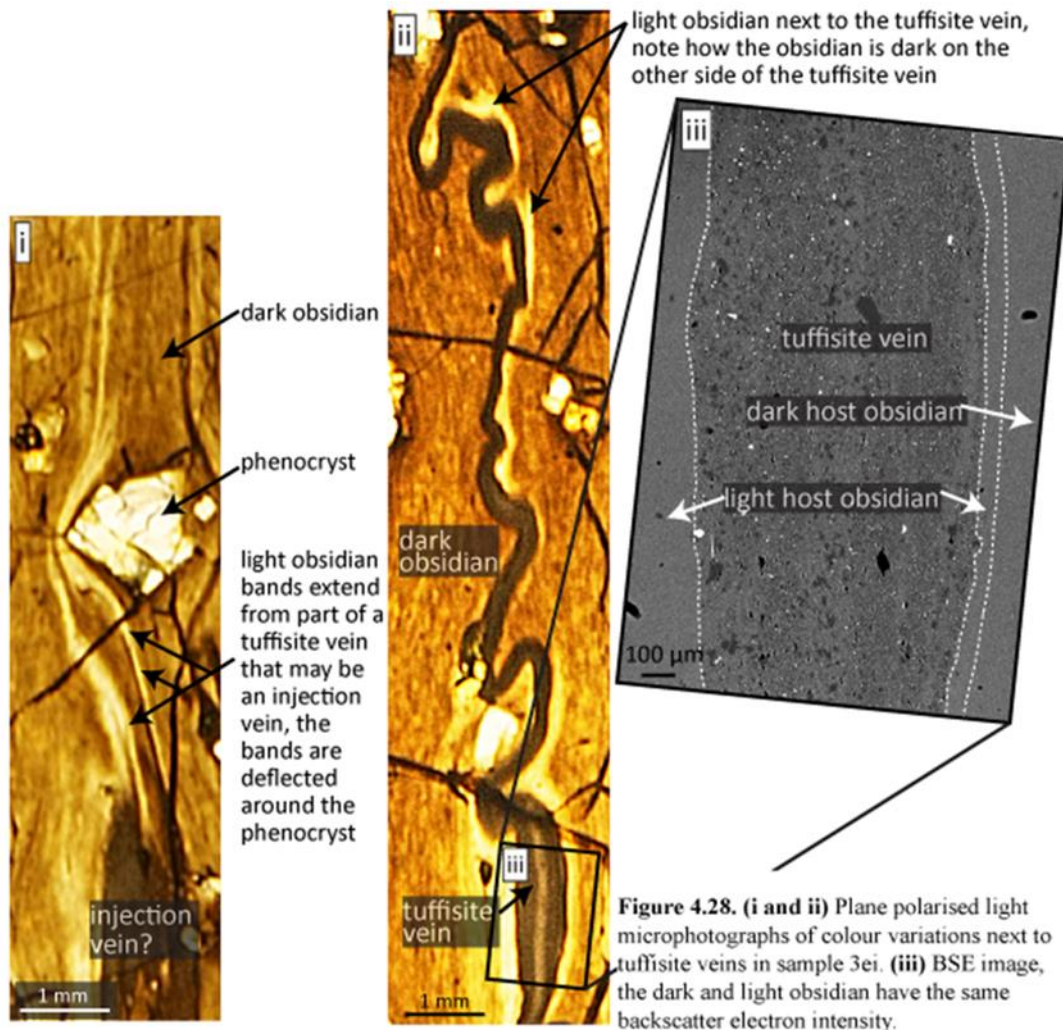 ii
light obsidian next to the tuffisite vein,
note how the obsidian is dark on the
other side of the tuffisite vein
iii
i
dark obsidian
phenocryst
light obsidian
bands extend
from part of a
tuffisite vein
that may be
an injection
vein, the
bands are
deflected
around the
phenocryst
injection
vein?
1 mm
dark
obsidian
tuffisite
vein
iii
1 mm
tuffisite vein
dark host obsidian
light host obsidian
100 µm
Figure 4.28. (i and ii) Plane polarised light
microphotographs of colour variations next to
tuffisite veins in sample 3ei. (iii) BSE image,
the dark and light obsidian have the same
backscatter electron intensity.